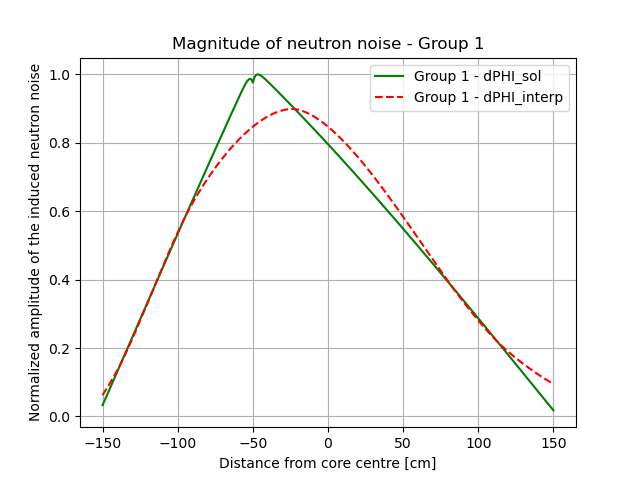 Magnitude of neutron noise - Group 1
Group 1 - dPHI_sol
Group 1 - dPHI_interp
Normalized amplitude of the induced neutron noise
1.0
0.8
0.6
0.4
0.2
0.0
−150
−100
−50
0
50
100
150
Distance from core centre [cm]